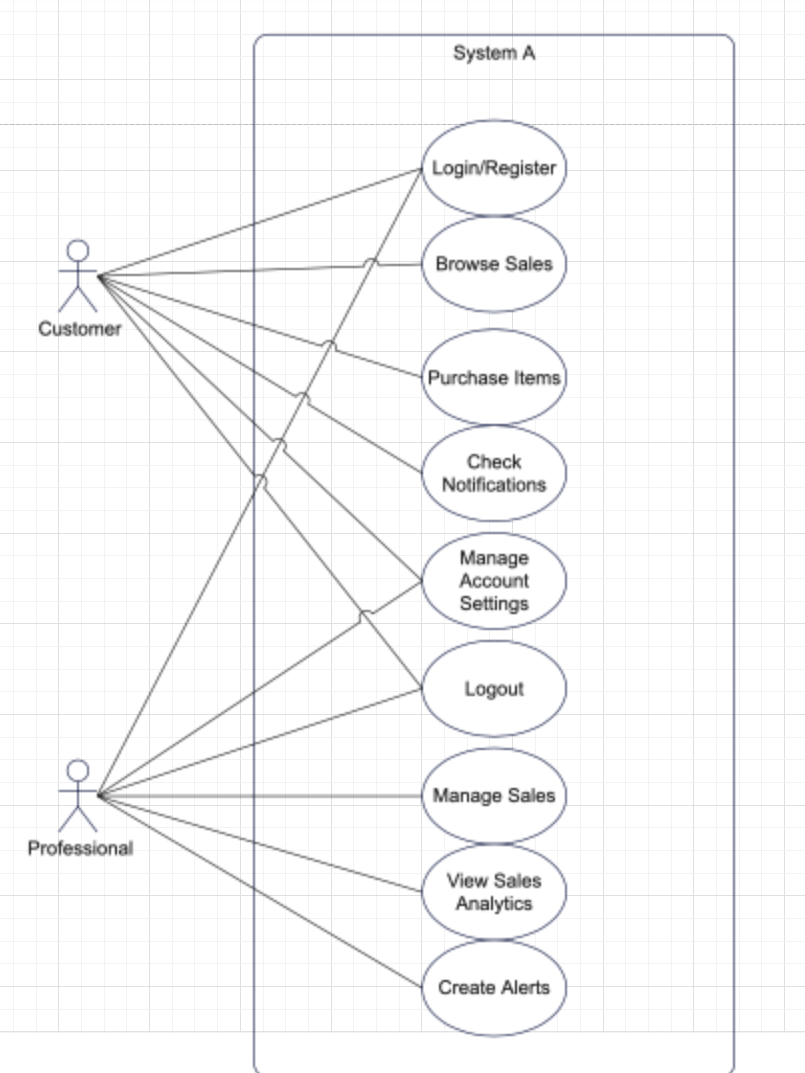 System A
Login/Register
Browse Sales
Customer
Purchase Items
Check
Notifications
Manage
Account
Settings
Logout
Manage Sales
Professional
View Sales
Analytics
Create Alerts